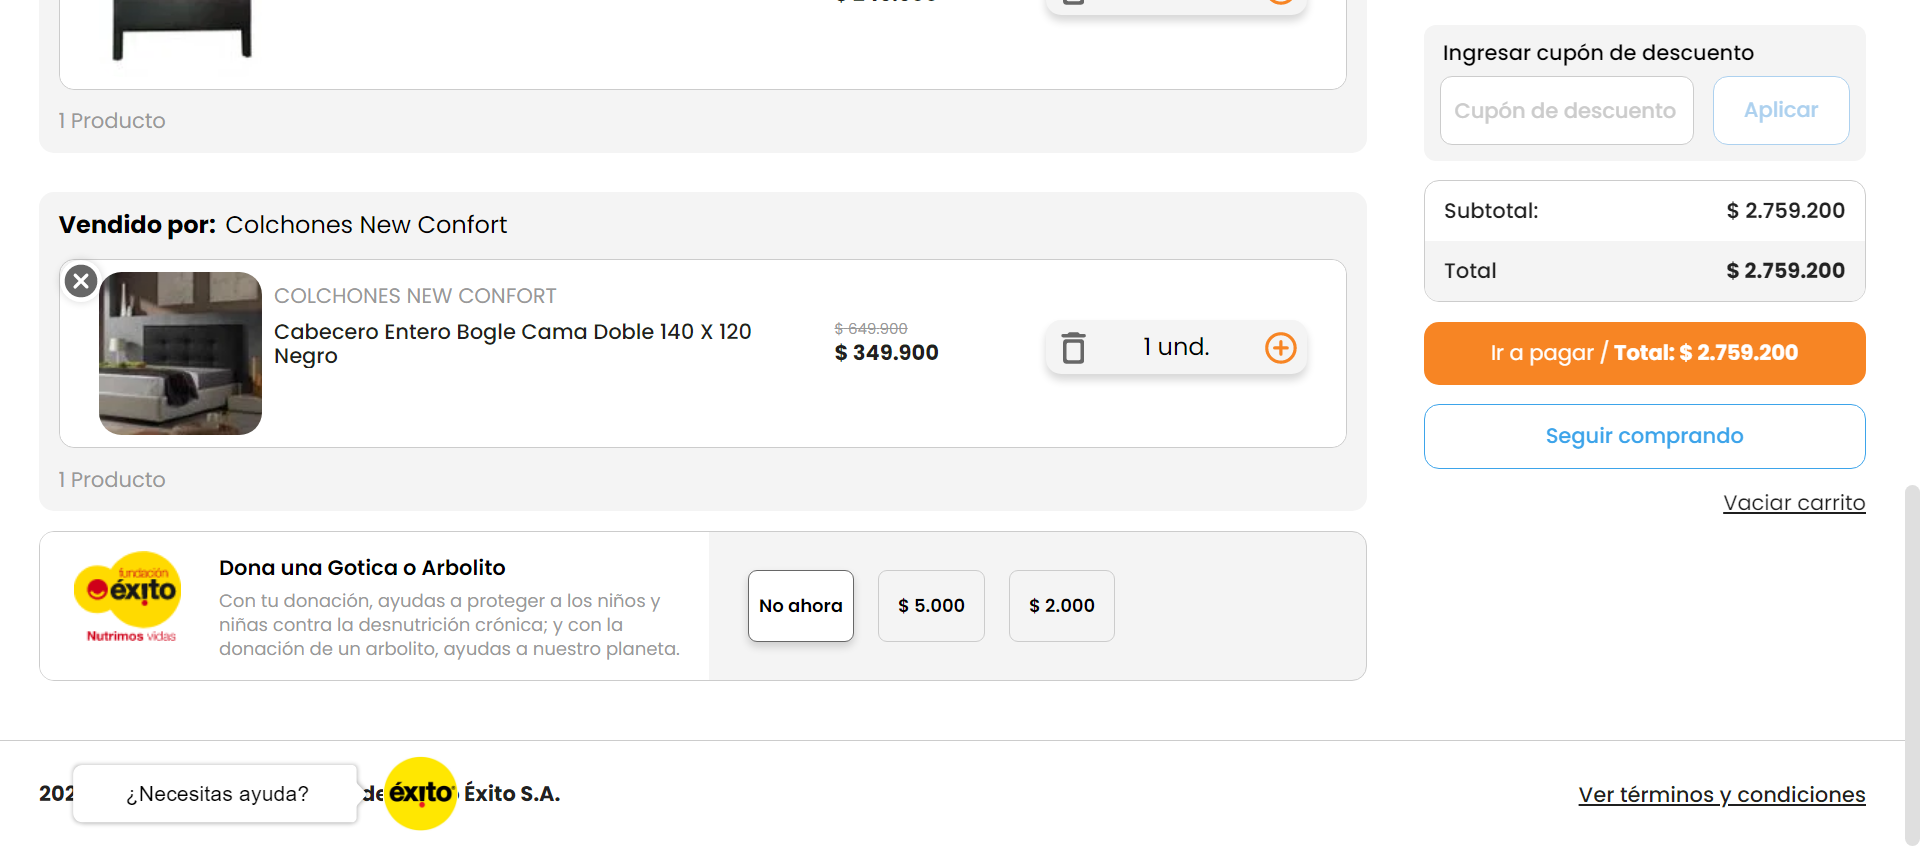 1 Producto
Vendido por: Colchones New Confort
COLCHONES NEW CONFORT
Cabecero Entero Bogle Cama Doble 140 X 120
Negro
$ 649.900
$ 349.900
1 und.
1 Producto
fundación
éxito
Nutrimos vidas
Dona una Gotica o Arbolito
Con tu donación, ayudas a proteger a los niños y
niñas contra la desnutrición crónica; y con la
donación de un arbolito, ayudas a nuestro planeta.
No ahora
$ 5.000
$ 2.000
Ingresar cupón de descuento
Cupón de descuento
Aplicar
Subtotal: $ 2.759.200
Total $ 2.759.200
Ir a pagar / Total: $ 2.759.200
Seguir comprando
Vaciar carrito
¿Necesitas ayuda?
éxito
Éxito S.A.
Ver términos y condiciones